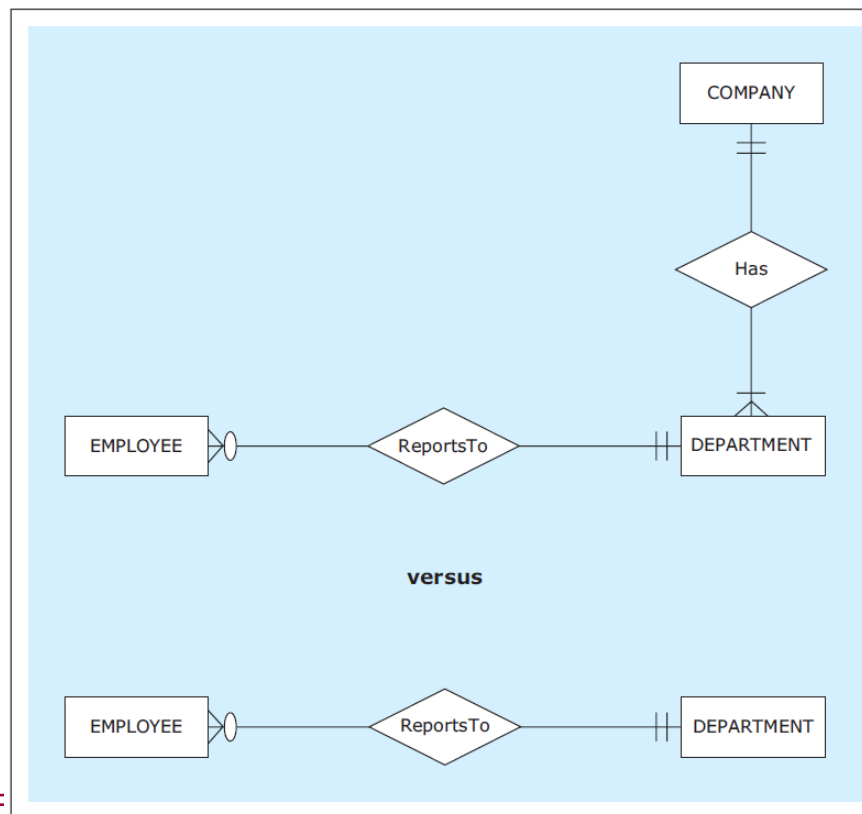 COMPANY
Has
EMPLOYEE
ReportsTo
DEPARTMENT
versus
EMPLOYEE
ReportsTo
DEPARTMENT